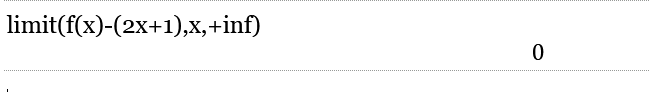 limit(f(x)-(2x+1),x,+inf)
0